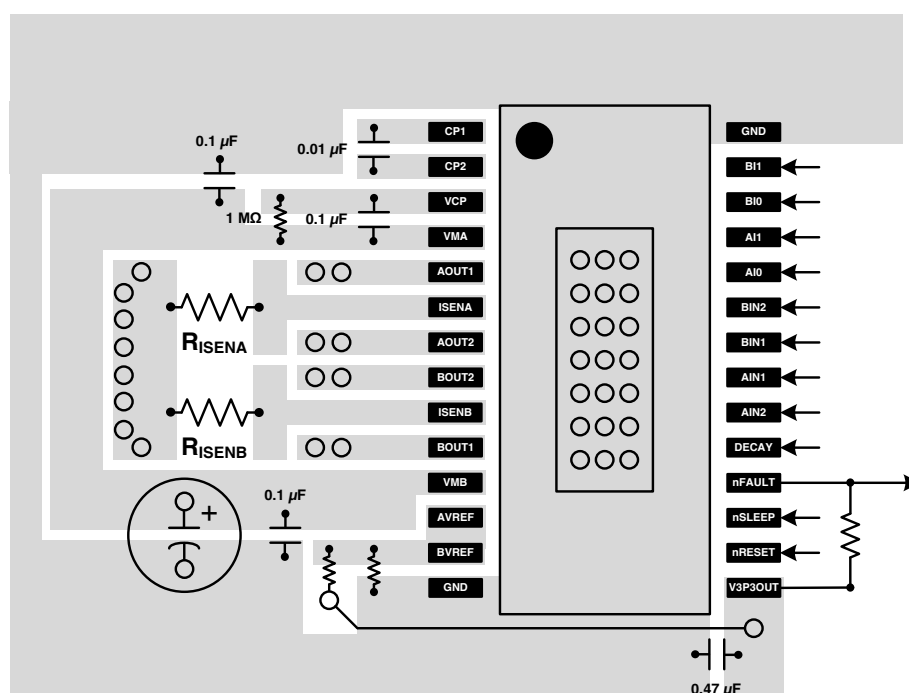 CP1
GND
0.1 µF
0.01 µF
CP2
BI1
VCP
BI0
1 MΩ
0.1 µF
VMA
AI1
AOUT1
AI0
ISENA
BIN2
RISENA
AOUT2
BIN1
BOUT2
AIN1
ISENB
AIN2
RISENB
BOUT1
DECAY
VMB
nFAULT
0.1 µF
+
AVREF
nSLEEP
BVREF
nRESET
GND
V3P3OUT
0.47 µF